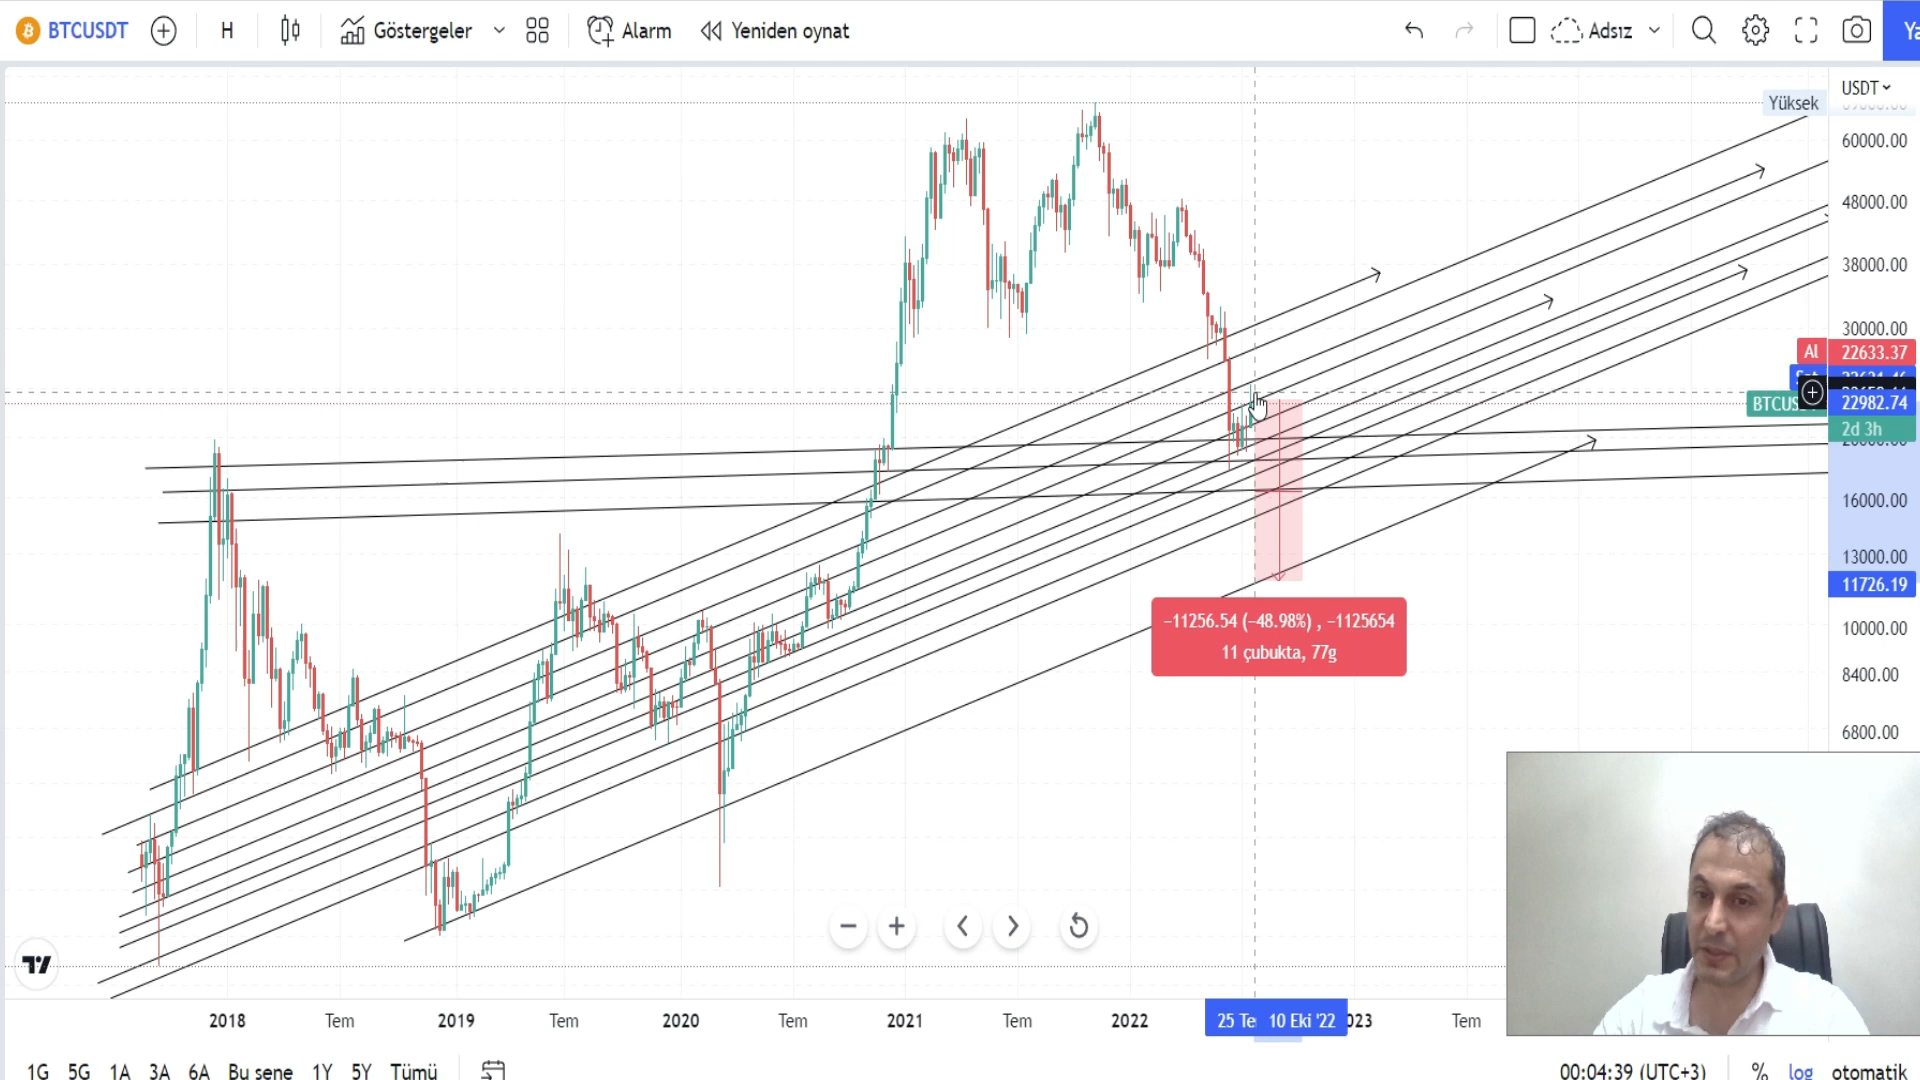 BTCUSDT
H
Göstergeler
Alarm
Yeniden oynat
Adsız
USDT
Yüksek
60000.00
48000.00
38000.00
30000.00
Al
22633.37
22982.74
2d 3h
16000.00
13000.00
11726.19
10000.00
8400.00
6800.00
−11256.54 (−48.98%) , −1125654
11 çubukta, 77g
2018
Tem
2019
Tem
2020
Tem
2021
Tem
2022
25 Te
10 Eki '22
Tem
1G 5G 1A 3A 6A Bu sene 1Y 5Y Tümü
00:04:39 (UTC+3)
% log otomatik